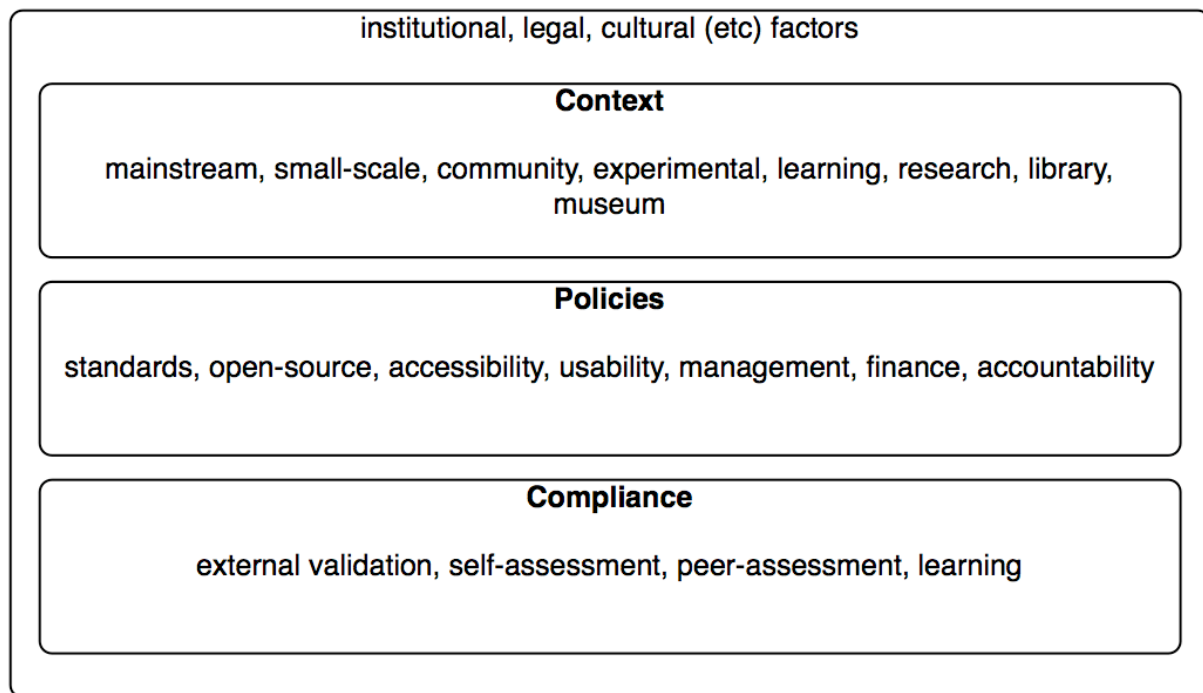 institutional, legal, cultural (etc) factors
Context
mainstream, small-scale, community, experimental, learning, research, library,
museum
Policies
standards, open-source, accessibility, usability, management, finance, accountability
Compliance
external validation, self-assessment, peer-assessment, learning